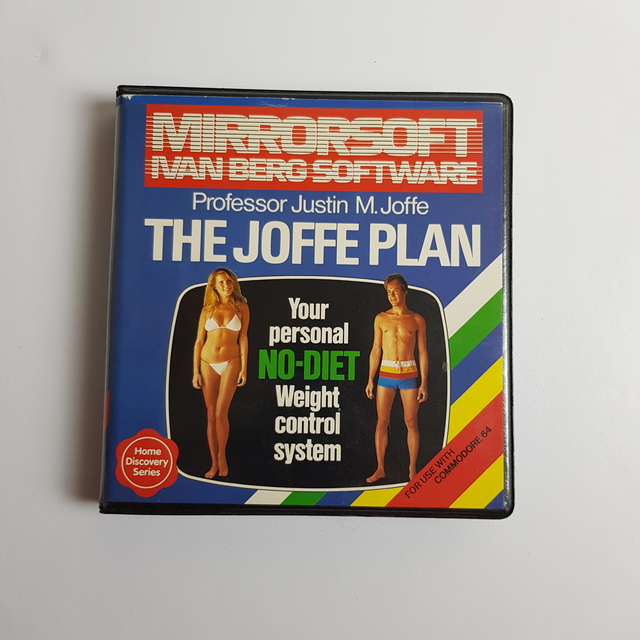 MIRRORSOFT
IVAN BERG SOFTWARE
Professor Justin M. Joffe
THE JOFFE PLAN
Your
personal
NO-DIET
Weight
control
system
Home
Discovery
Series
FOR USE WITH
COMMODORE 64